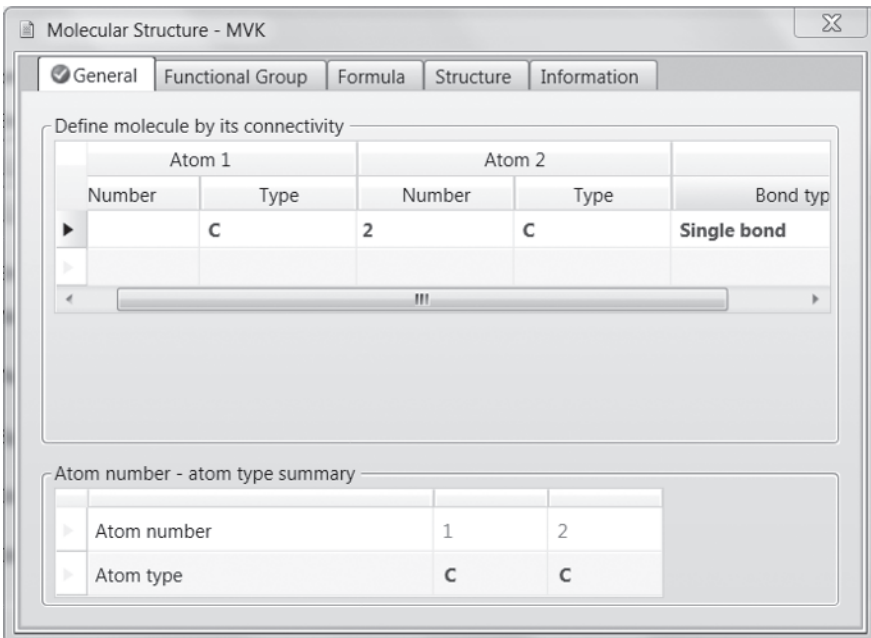 Molecular Structure - MVK
General Functional Group Formula Structure Information
Define molecule by its connectivity
Atom 1 Atom 2
Number Type Number Type Bond typ
C 2 C Single bond
Atom number - atom type summary
Atom number 1 2
Atom type C C